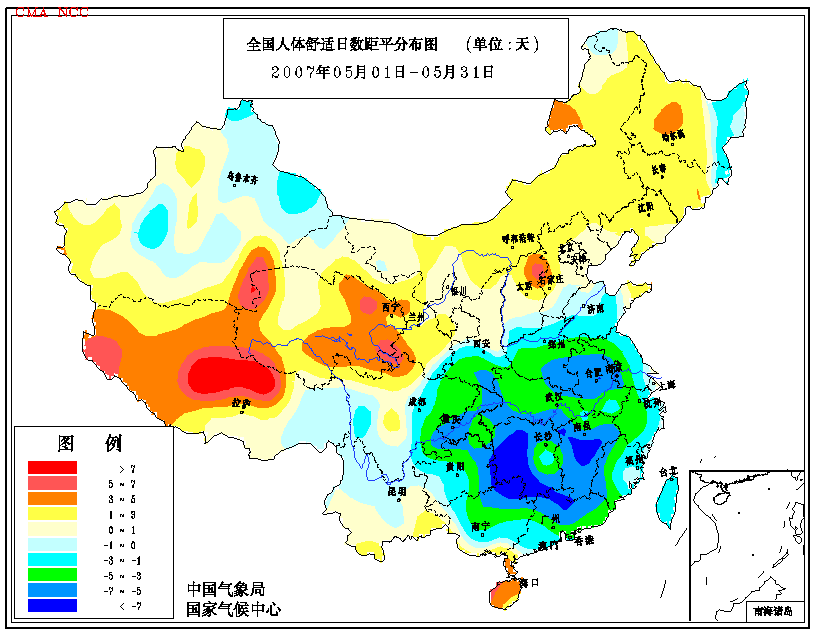 CMA NCC
全国人体舒适日数距平分布图 (单位:天)
2007年05月01日-05月31日
哈尔滨
长春
沈阳
乌鲁木齐
呼和浩特
北京
天津
石家庄
太原
银川
西宁
兰州
济南
郑州
西安
合肥
南京
上海
杭州
成都
重庆
武汉
拉萨
长沙
南昌
贵阳
福州
台北
昆明
南宁
广州
澳门
香港
海口
图 例
> 7
5 ~ 7
3 ~ 5
1 ~ 3
0 ~ 1
-1 ~ 0
-3 ~ -1
-5 ~ -3
-7 ~ -5
< -7
中国气象局
国家气候中心
南海诸岛